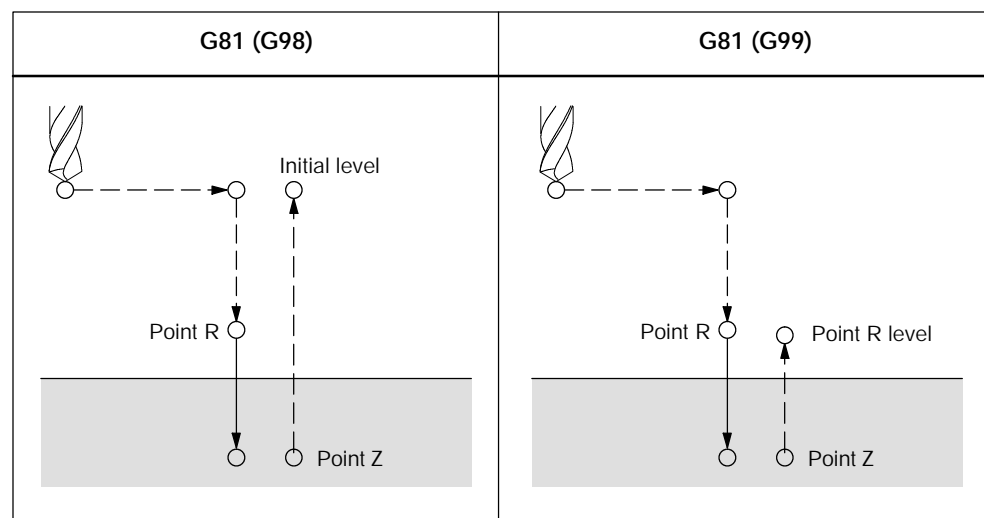 G81 (G98)
G81 (G99)
Initial level
Point R
Point Z
Point R
Point R level
Point Z